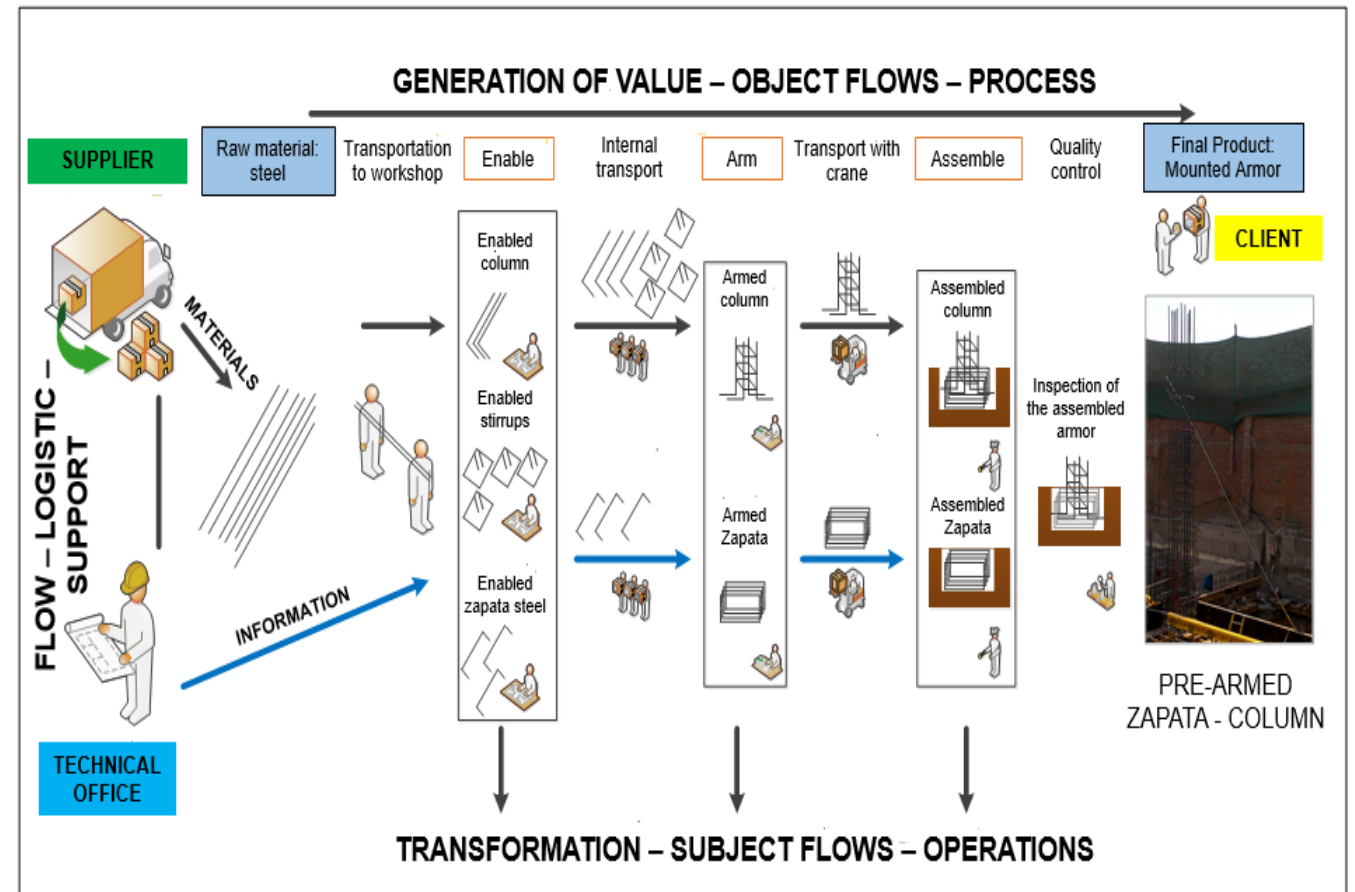 GENERATION OF VALUE – OBJECT FLOWS – PROCESS
SUPPLIER
Raw material:
steel
Transportation
to workshop
Enable
Internal
transport
Arm
Transport with
crane
Assemble
Quality
control
Final Product:
Mounted Armor
CLIENT
FLOW – LOGISTIC –
SUPPORT
MATERIALS
INFORMATION
TECHNICAL
OFFICE
Enabled
column
Enabled
stirrups
Enabled
zapata steel
Armed
column
Armed
Zapata
Assembled
column
Assembled
Zapata
Inspection of
the assembled
armor
PRE-ARMED
ZAPATA - COLUMN
TRANSFORMATION – SUBJECT FLOWS – OPERATIONS